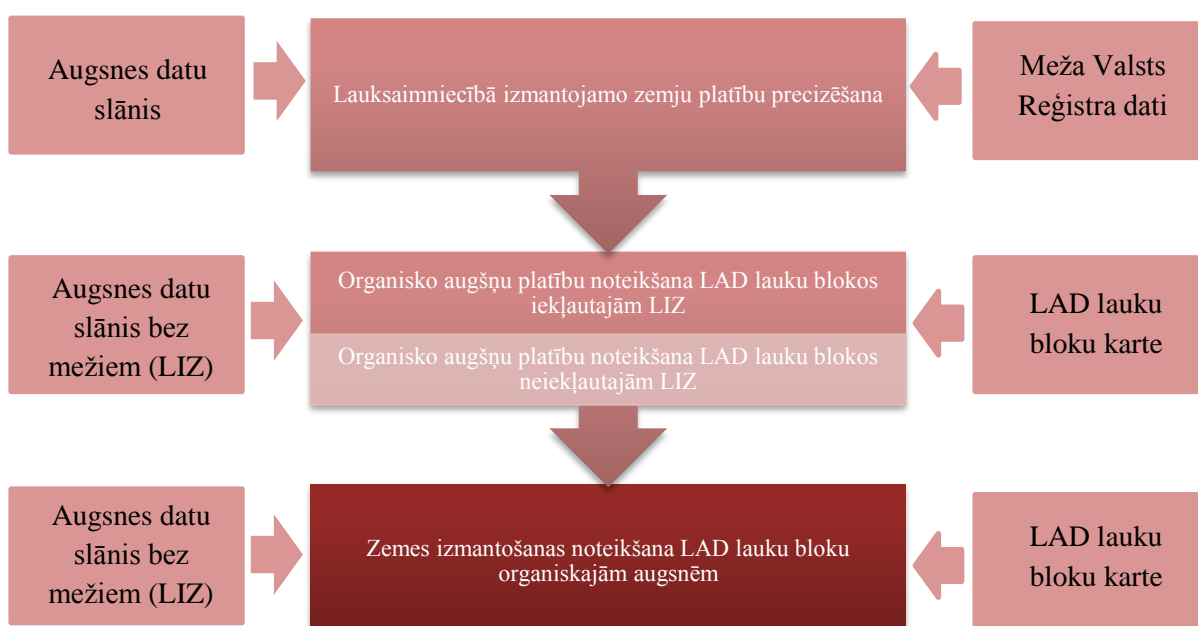 Augsnes datu
slānis
Lauksaimniecībā izmantojamo zemju platību precizēšana
Meža Valsts
Reģistra dati
Augsnes datu
slānis bez
mežiem (LIZ)
Organisko augšņu platību noteikšana LAD lauku blokos
iekļautajām LIZ
Organisko augšņu platību noteikšana LAD lauku blokos
neiekļautajām LIZ
LAD lauku
bloku karte
Augsnes datu
slānis bez
mežiem (LIZ)
Zemes izmantošanas noteikšana LAD lauku bloku
organiskajām augsnēm
LAD lauku
bloku karte